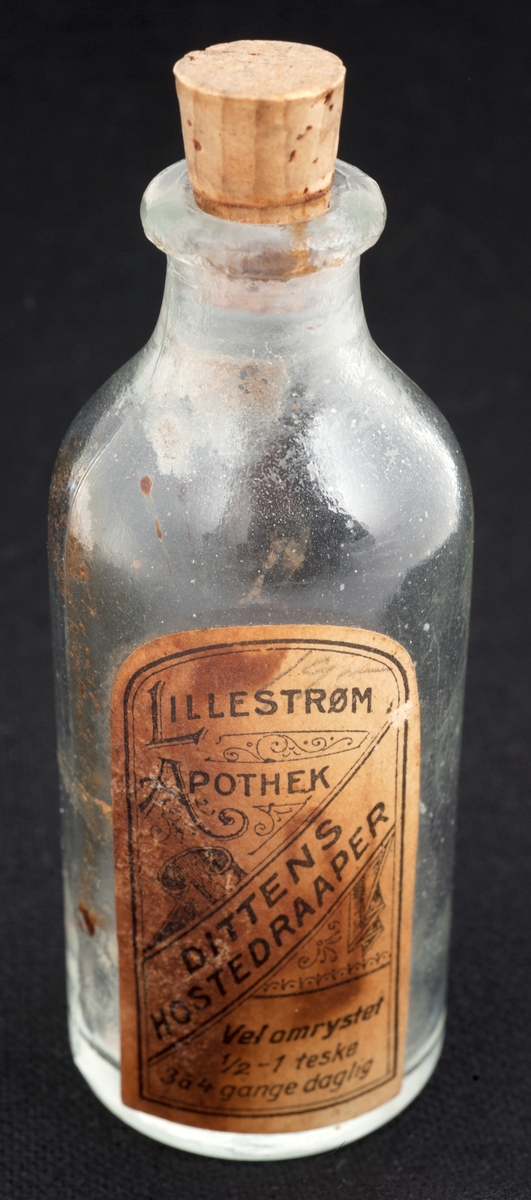 LILLESTRØM
APOTHEK
DITTENS
HOSTEDRAAPER
Vel omrystet
1/2-1 teske
3 a 4 gange daglig